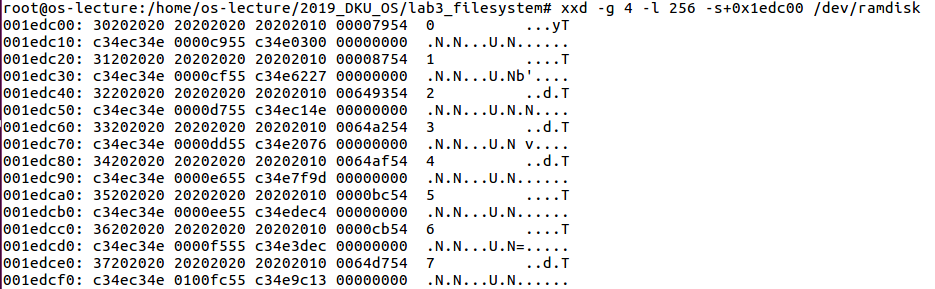 root@os-lecture:/home/os-lecture/2019_DKU_OS/lab3_filesystem# xxd -g 4 -l 256 -s+0x1edc00 /dev/ramdisk
001edc00: 30202020 20202020 20202010 00007954  0          ...yT
001edc10: c34ec34e 0000c955 c34e0300 00000000  .N.N...U.N......
001edc20: 31202020 20202020 20202010 00008754  1          ....T
001edc30: c34ec34e 0000cf55 c34e6227 00000000  .N.N...U.Nb'....
001edc40: 32202020 20202020 20202010 00649354  2          ..d.T
001edc50: c34ec34e 0000d755 c34ec14e 00000000  .N.N...U.N.N....
001edc60: 33202020 20202020 20202010 0064a254  3          ..d.T
001edc70: c34ec34e 0000dd55 c34e2076 00000000  .N.N...U.N v....
001edc80: 34202020 20202020 20202010 0064af54  4          ..d.T
001edc90: c34ec34e 0000e655 c34e7f9d 00000000  .N.N...U.N......
001edca0: 35202020 20202020 20202010 0000bc54  5          ....T
001edcb0: c34ec34e 0000ee55 c34edec4 00000000  .N.N...U.N......
001edcc0: 36202020 20202020 20202010 0000cb54  6          ....T
001edcd0: c34ec34e 0000f555 c34e3dec 00000000  .N.N...U.N=.....
001edce0: 37202020 20202020 20202010 0064d754  7          ..d.T
001edcf0: c34ec34e 0100fc55 c34e9c13 00000000  .N.N...U.N......